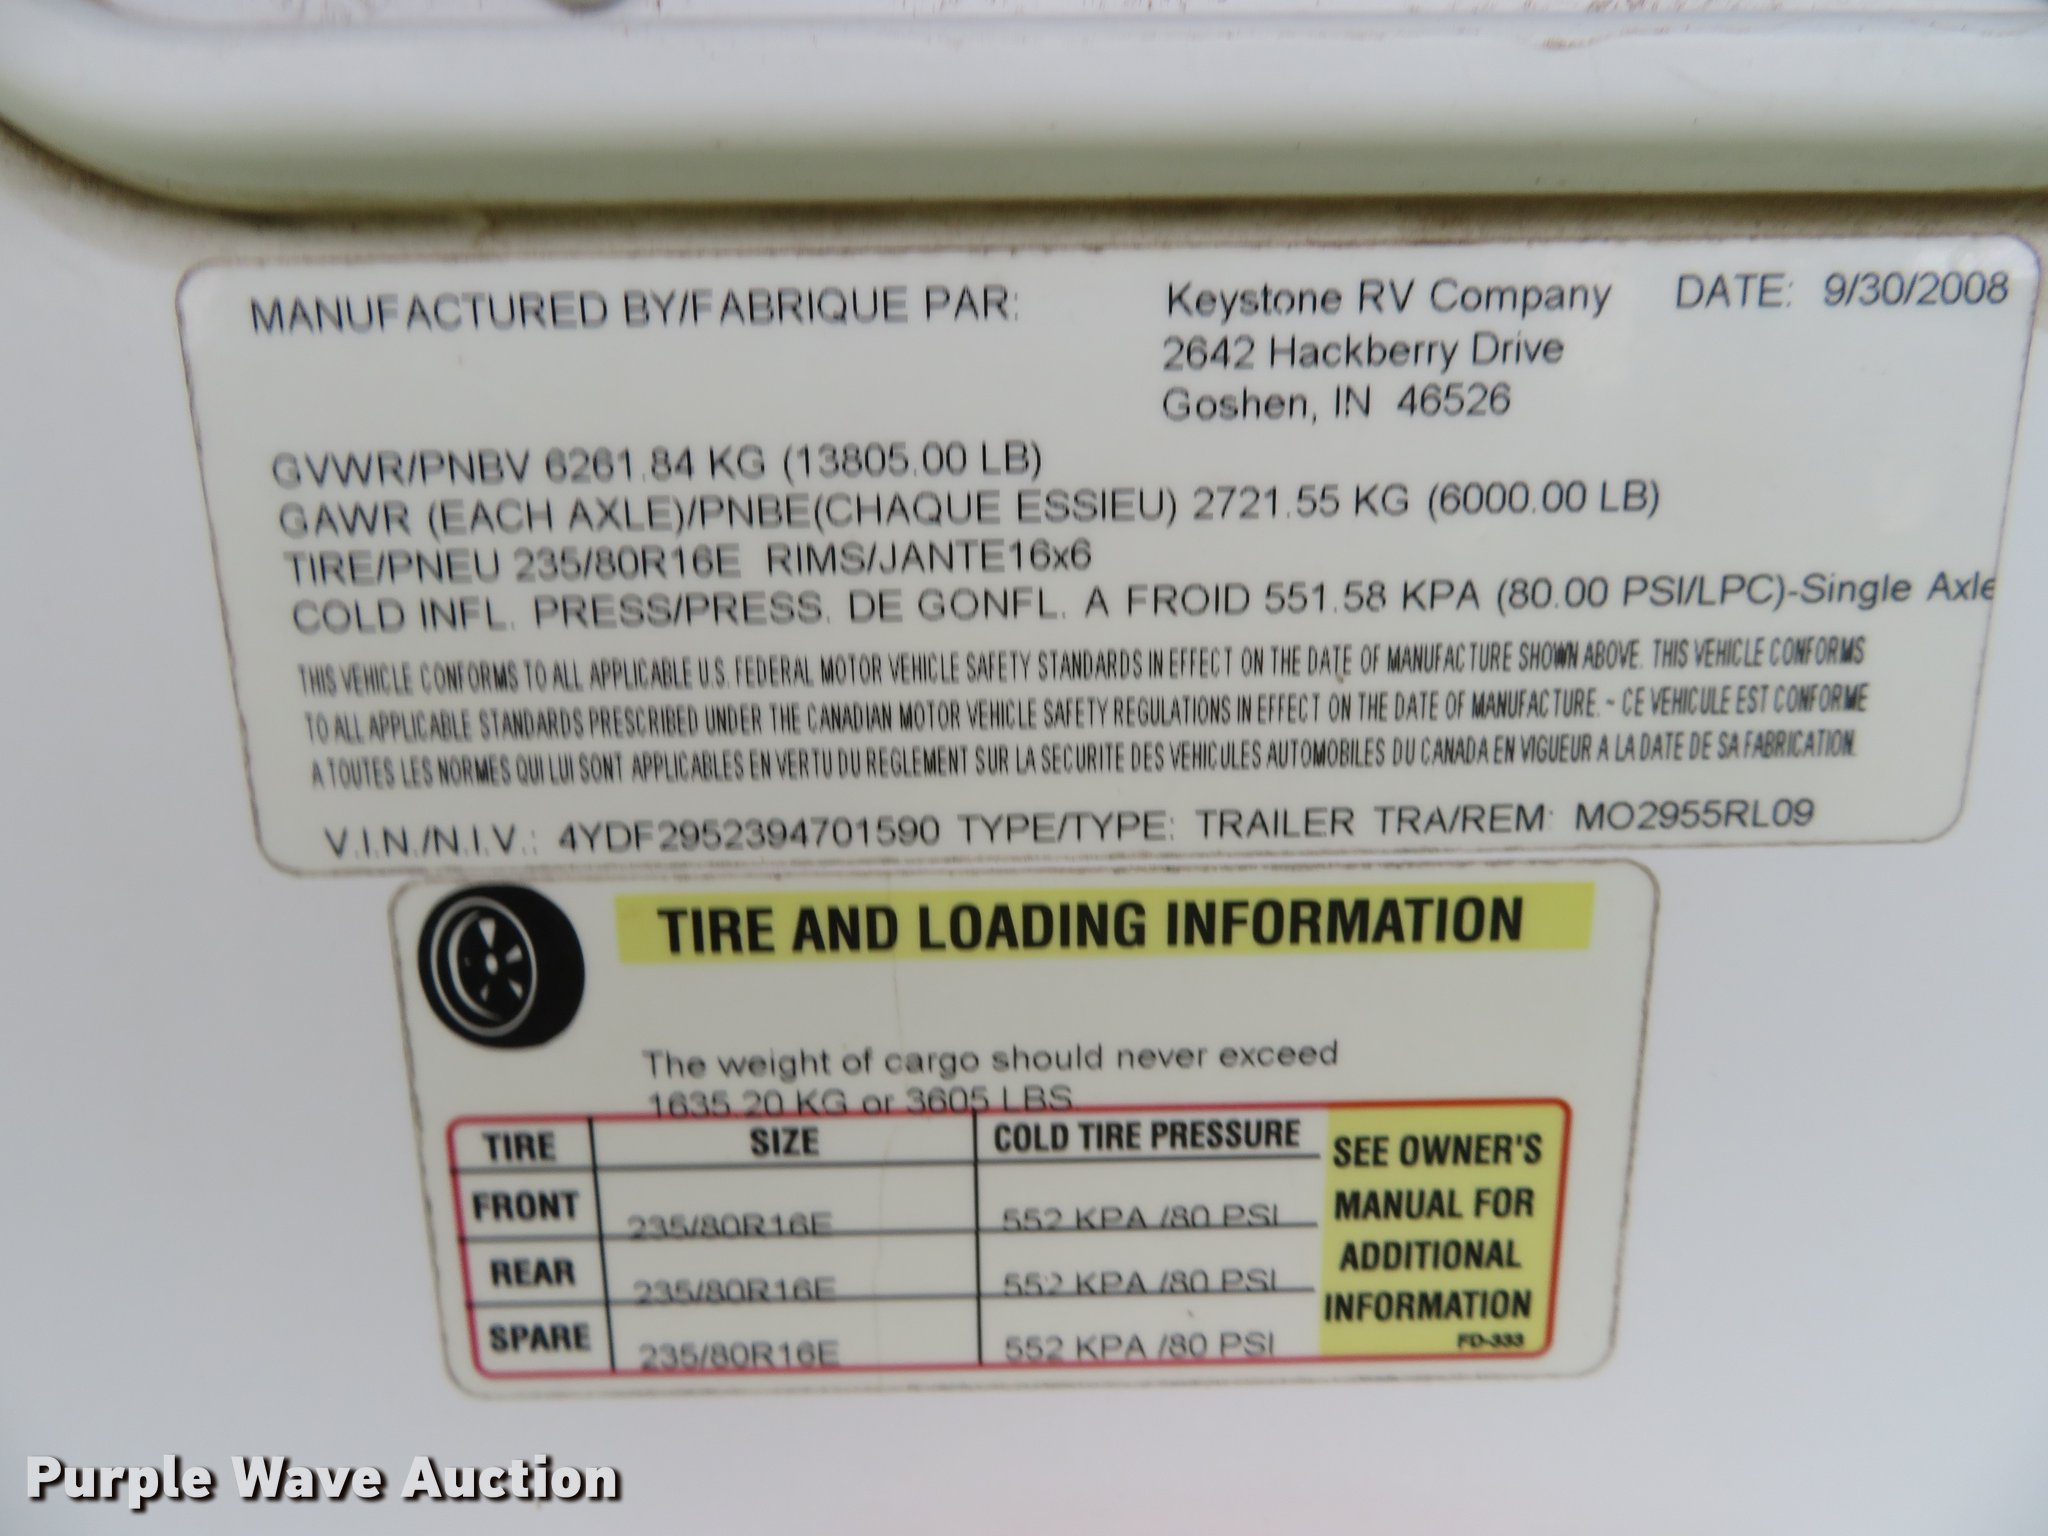 MANUFACTURED BY/FABRIQUE PAR: Keystone RV Company DATE: 9/30/2008
2642 Hackberry Drive
Goshen, IN 46526
GVWR/PNBV 6261.84 KG (13805.00 LB)
GAWR (EACH AXLE)/PNBE(CHAQUE ESSIEU) 2721.55 KG (6000.00 LB)
TIRE/PNEU 235/80R16E RIMS/JANTE16x6
COLD INFL. PRESS/PRESS. DE GONFL. A FROID 551.58 KPA (80.00 PSI/LPC)-Single Axle
THIS VEHICLE CONFORMS TO ALL APPLICABLE U.S. FEDERAL MOTOR VEHICLE SAFETY STANDARDS IN EFFECT ON THE DATE OF MANUFACTURE SHOWN ABOVE. THIS VEHICLE CONFORMS
TO ALL APPLICABLE STANDARDS PRESCRIBED UNDER THE CANADIAN MOTOR VEHICLE SAFETY REGULATIONS IN EFFECT ON THE DATE OF MANUFACTURE. - CE VEHICULE EST CONFORME
A TOUTES LES NORMES QUI LUI SONT APPLICABLES EN VERTU DU REGLEMENT SUR LA SECURITE DES VEHICULES AUTOMOBILES DU CANADA EN VIGUEUR A LA DATE DE SA FABRICATION.
V.I.N./N.I.V.: 4YDF2952394701590 TYPE/TYPE: TRAILER TRA/REM: MO2955RL09
TIRE AND LOADING INFORMATION
The weight of cargo should never exceed
1635.20 KG or 3605 LBS.
TIRE SIZE COLD TIRE PRESSURE
FRONT 235/80R16E 552 KPA /80 PSI
REAR 235/80R16E 552 KPA /80 PSI
SPARE 235/80R16E 552 KPA /80 PSI
SEE OWNER'S
MANUAL FOR
ADDITIONAL
INFORMATION
FD-333
Purple Wave Auction